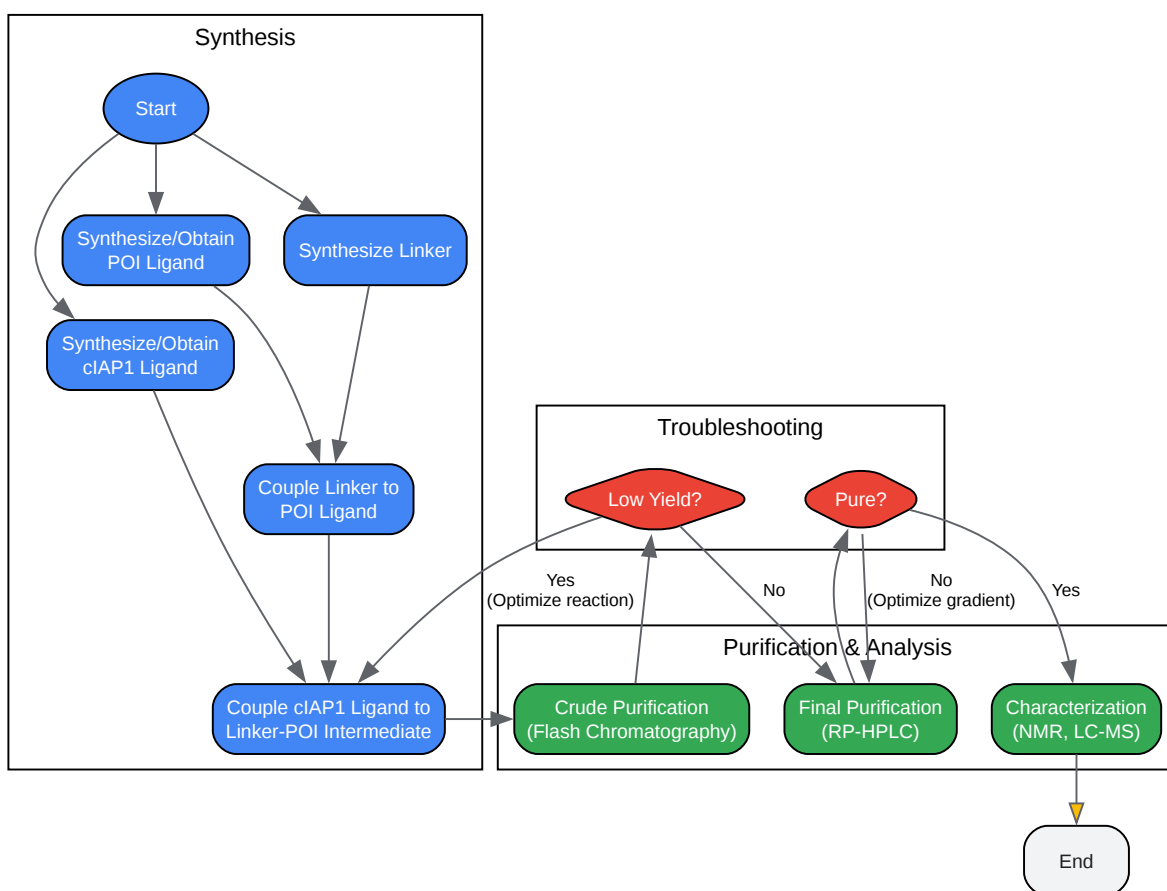 Synthesis
Start
Synthesize/Obtain
POI Ligand
Synthesize Linker
Synthesize/Obtain
cIAP1 Ligand
Couple Linker to
POI Ligand
Couple cIAP1 Ligand to
Linker-POI Intermediate
Troubleshooting
Low Yield?
Pure?
Yes
(Optimize reaction)
No
No
(Optimize gradient)
Yes
Purification & Analysis
Crude Purification
(Flash Chromatography)
Final Purification
(RP-HPLC)
Characterization
(NMR, LC-MS)
End